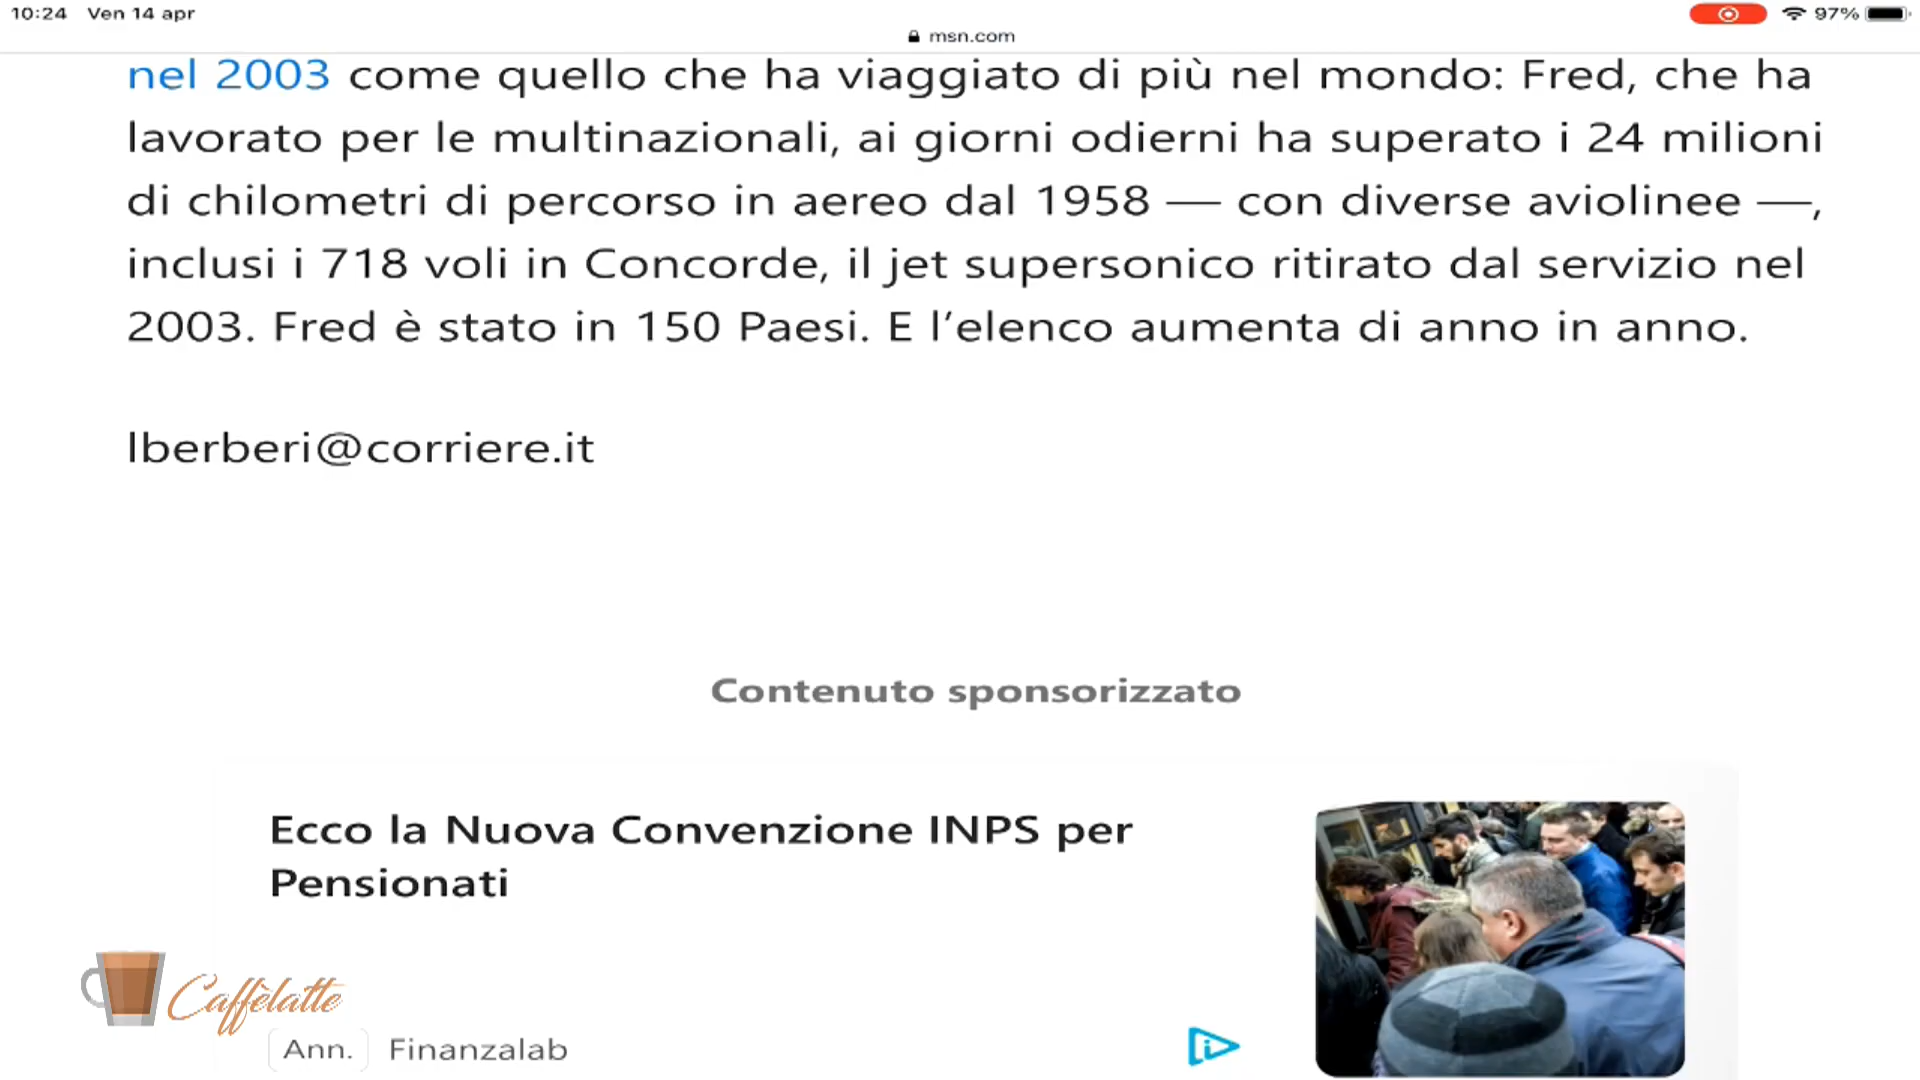 10:24 Ven 14 apr
97%
msn.com
nel 2003 come quello che ha viaggiato di più nel mondo: Fred, che ha
lavorato per le multinazionali, ai giorni odierni ha superato i 24 milioni
di chilometri di percorso in aereo dal 1958 — con diverse aviolinee —,
inclusi i 718 voli in Concorde, il jet supersonico ritirato dal servizio nel
2003. Fred è stato in 150 Paesi. E l’elenco aumenta di anno in anno.
lberberi@corriere.it
Contenuto sponsorizzato
Ecco la Nuova Convenzione INPS per
Pensionati
Caffèlatte
Ann. Finanzalab